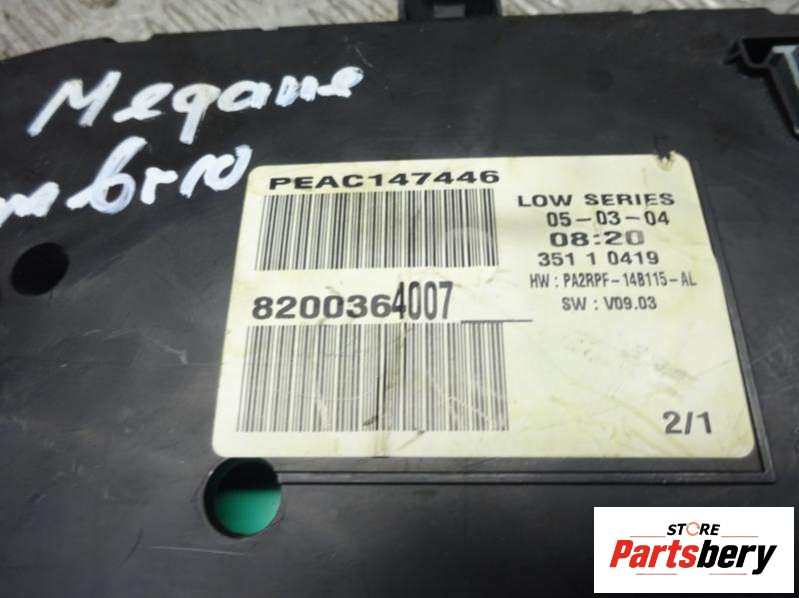 Megane
PEAC147446
LOW SERIES
05-03-04
08:20
351 1 0419
HW : PA2RPF-14B115-AL
SW : V09.03
8200364007
2/1
STORE
Partsbery